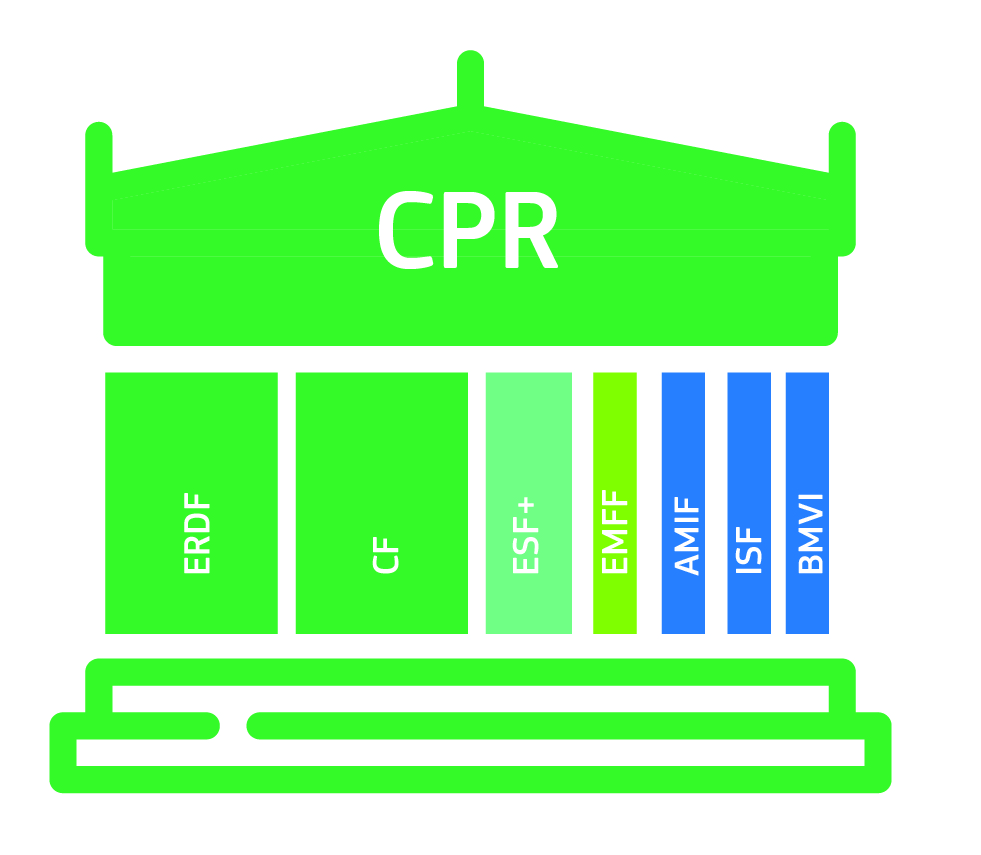 CPR
ERDF
CF
ESF+
EMFF
AMIF
ISF
BMVI